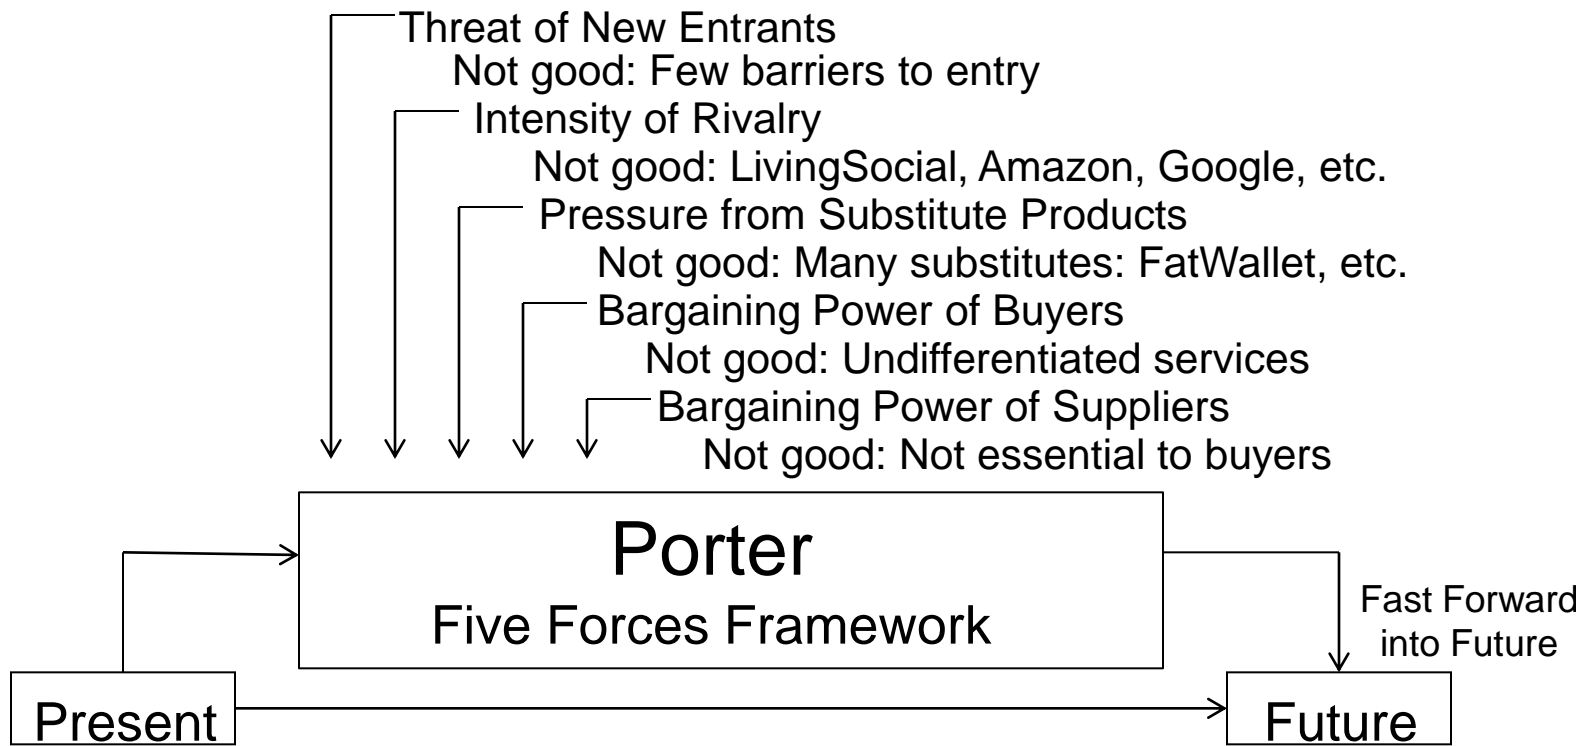 Threat of New Entrants
Not good: Few barriers to entry
Intensity of Rivalry
Not good: LivingSocial, Amazon, Google, etc.
Pressure from Substitute Products
Not good: Many substitutes: FatWallet, etc.
Bargaining Power of Buyers
Not good: Undifferentiated services
Bargaining Power of Suppliers
Not good: Not essential to buyers
Porter
Five Forces Framework
Fast Forward
into Future
Present
Future